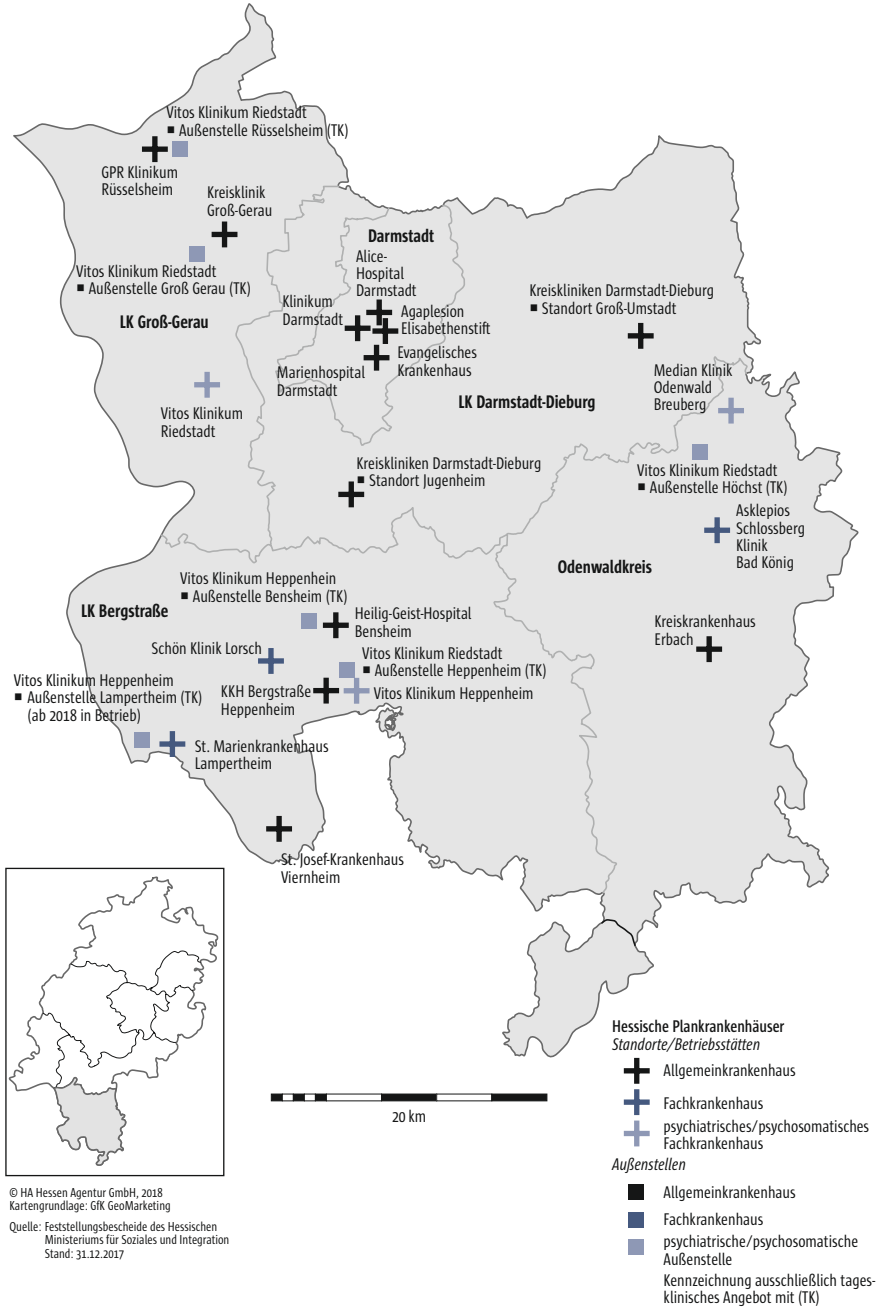 Vitos Klinikum Riedstadt
■ Außenstelle Rüsselsheim (TK)
GPR Klinikum
Rüsselsheim
Kreisklinik
Groß-Gerau
Vitos Klinikum Riedstadt
■ Außenstelle Groß Gerau (TK)
LK Groß-Gerau
Vitos Klinikum
Riedstadt
Darmstadt
Alice-
Hospital
Darmstadt
Klinikum
Darmstadt
Agaplesion
Elisabethenstift
Evangelisches
Krankenhaus
Marienhospital
Darmstadt
Kreiskliniken Darmstadt-Dieburg
■ Standort Groß-Umstadt
LK Darmstadt-Dieburg
Median Klinik
Odenwald
Breuberg
Vitos Klinikum Riedstadt
■ Außenstelle Höchst (TK)
Kreiskliniken Darmstadt-Dieburg
■ Standort Jugenheim
Asklepios
Schlossberg
Klinik
Bad König
Odenwaldkreis
Kreiskrankenhaus
Erbach
LK Bergstraße
Vitos Klinikum Heppenhein
■ Außenstelle Bensheim (TK)
Heilig-Geist-Hospital
Bensheim
Schön Klinik Lorsch
Vitos Klinikum Riedstadt
■ Außenstelle Heppenheim (TK)
KKH Bergstraße
Heppenheim
Vitos Klinikum Heppenheim
Vitos Klinikum Heppenheim
■ Außenstelle Lampertheim (TK)
(ab 2018 in Betrieb)
St. Marienkrankenhaus
Lampertheim
St. Josef-Krankenhaus
Viernheim
20 km
Hessische Plankrankenhäuser
Standorte/Betriebsstätten
Allgemeinkrankenhaus
Fachkrankenhaus
psychiatrisches/psychosomatisches
Fachkrankenhaus
Außenstellen
Allgemeinkrankenhaus
Fachkrankenhaus
psychiatrische/psychosomatische
Außenstelle
Kennzeichnung ausschließlich tages-
klinisches Angebot mit (TK)
© HA Hessen Agentur GmbH, 2018
Kartengrundlage: GfK GeoMarketing
Quelle: Feststellungsbescheide des Hessischen
Ministeriums für Soziales und Integration
Stand: 31.12.2017